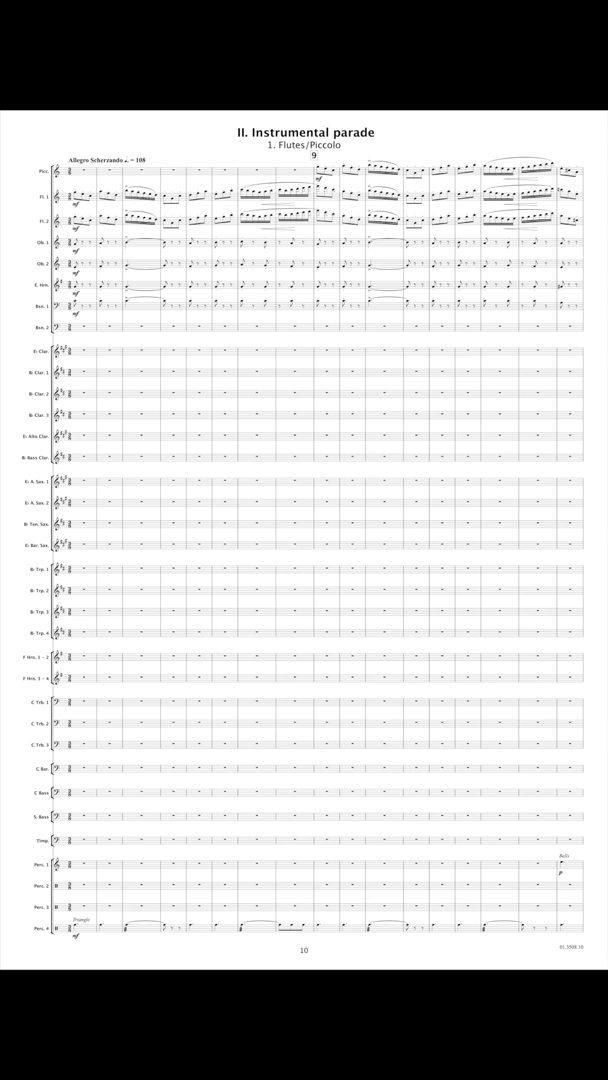 II. Instrumental parade
1. Flutes/Piccolo
9
Allegro Scherzando ♩. = 108
Picc.
mf
Fl. 1
mf
Fl. 2
mf
Ob. 1
mf
Ob. 2
mf
E. Hrn.
mf
Bsn. 1
mf
Bsn. 2
E♭ Clar.
B♭ Clar. 1
B♭ Clar. 2
B♭ Clar. 3
E♭ Alto Clar.
B♭ Bass Clar.
E♭ A. Sax. 1
E♭ A. Sax. 2
B♭ Ten. Sax.
E♭ Bar. Sax.
B♭ Trp. 1
B♭ Trp. 2
B♭ Trp. 3
B♭ Trp. 4
F Hrn. 1 - 2
F Hrn. 3 - 4
C Trb. 1
C Trb. 2
C Trb. 3
C Bar.
C Bass
S. Bass
Timp.
Bells
Perc. 1
p
Perc. 2
Perc. 3
Triangle
Perc. 4
mf
10
01.3508.10